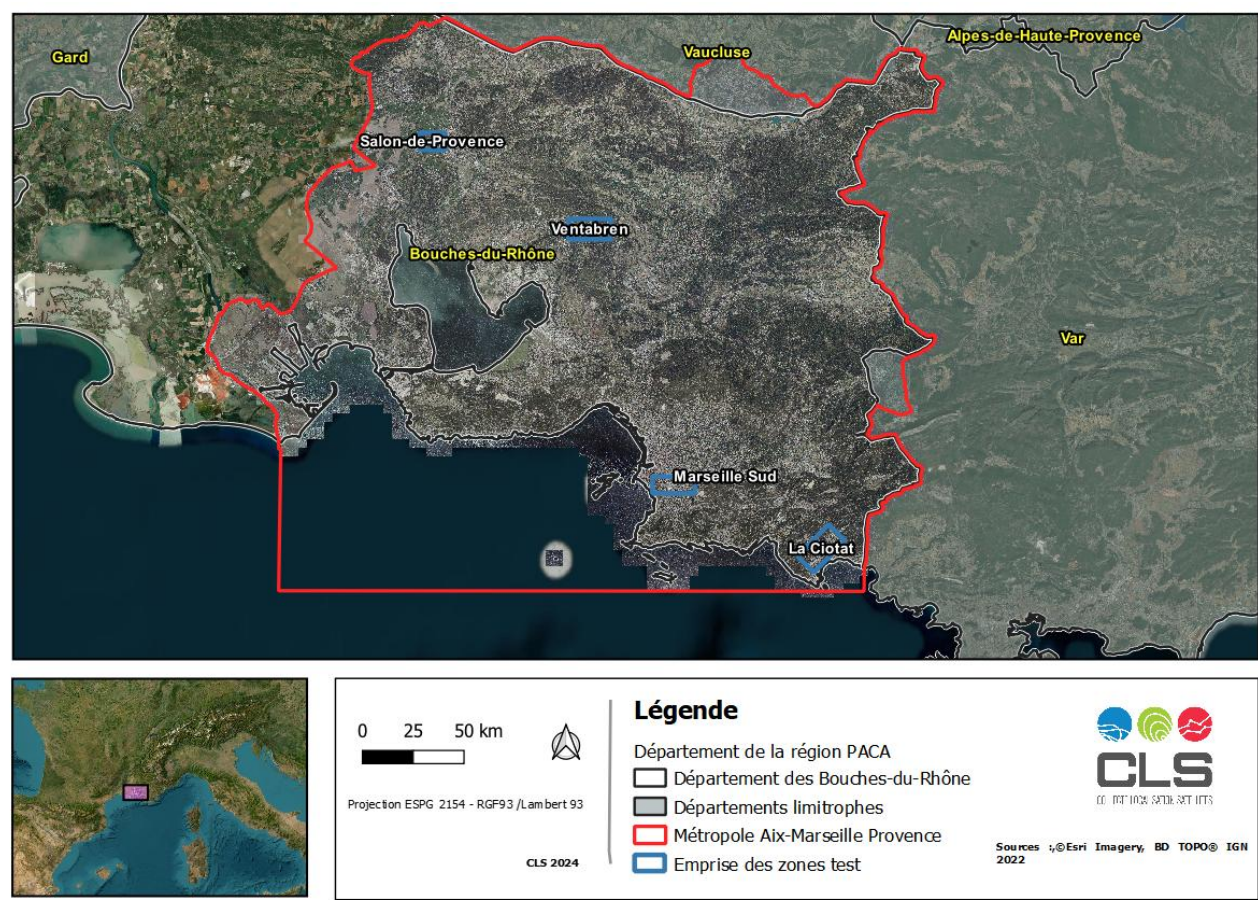 Gard
Vaucluse
Alpes-de-Haute-Provence
Salon-de-Provence
Ventabren
Bouches-du-Rhône
Var
Marseille Sud
La Ciotat
0 25 50 km
Projection ESPG 2154 - RGF93 /Lambert 93
CLS 2024
Légende
Département de la région PACA
Département des Bouches-du-Rhône
Départements limitrophes
Métropole Aix-Marseille Provence
Emprise des zones test
CLS
Sources :,©Esri Imagery, BD TOPO® IGN
2022